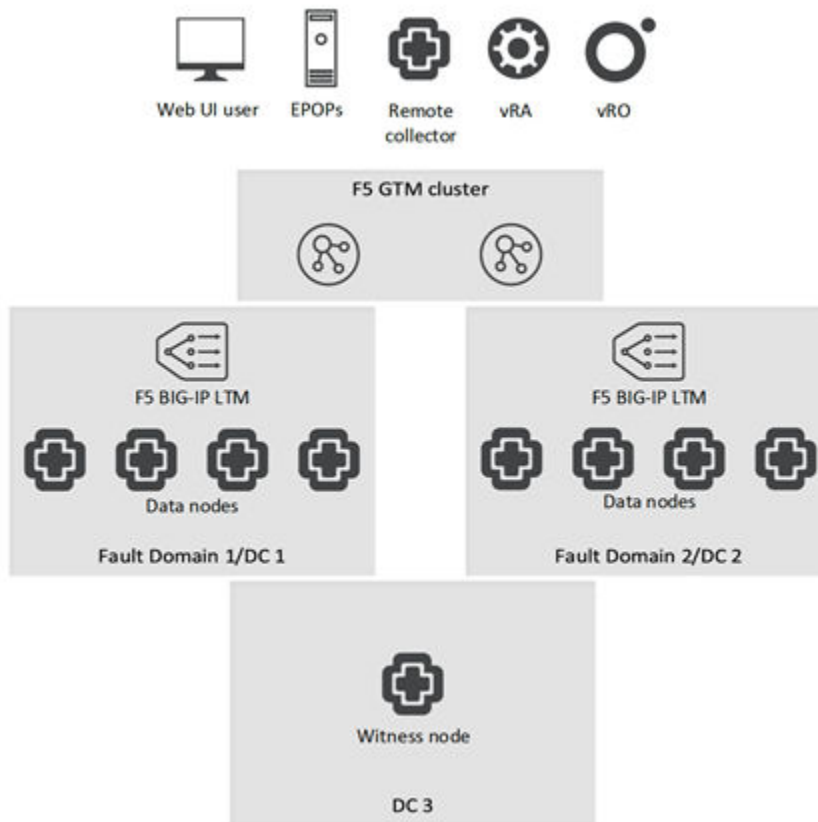 Web UI user
EPOPs
Remote
collector
vRA
vRO
F5 GTM cluster
F5 BIG-IP LTM
Data nodes
Fault Domain 1/DC 1
F5 BIG-IP LTM
Data nodes
Fault Domain 2/DC 2
Witness node
DC 3